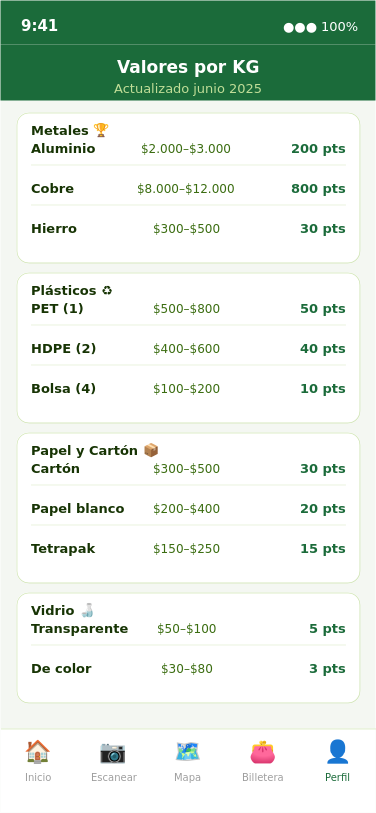 9:41 ●●● 100%
Valores por KG
Actualizado junio 2025
Metales 🏆
Aluminio $2.000–$3.000 200 pts
Cobre $8.000–$12.000 800 pts
Hierro $300–$500 30 pts
Plásticos ♻
PET (1) $500–$800 50 pts
HDPE (2) $400–$600 40 pts
Bolsa (4) $100–$200 10 pts
Papel y Cartón 📦
Cartón $300–$500 30 pts
Papel blanco $200–$400 20 pts
Tetrapak $150–$250 15 pts
Vidrio 🍶
Transparente $50–$100 5 pts
De color $30–$80 3 pts
Inicio Escanear Mapa Billetera Perfil